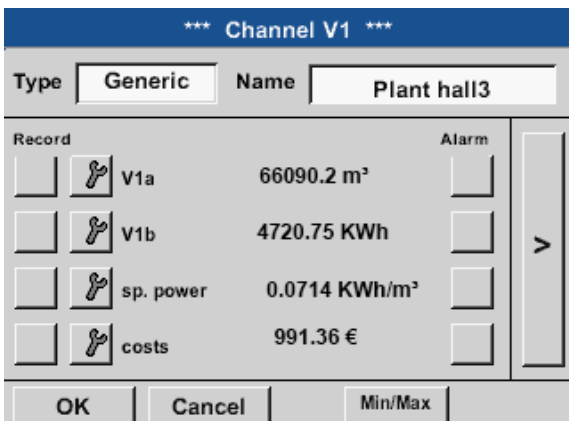 *** Channel V1 ***
Type Generic Name Plant hall3
Record Alarm
V1a 66090.2 m³
V1b 4720.75 KWh
>
sp. power 0.0714 KWh/m³
costs 991.36 €
OK Cancel Min/Max